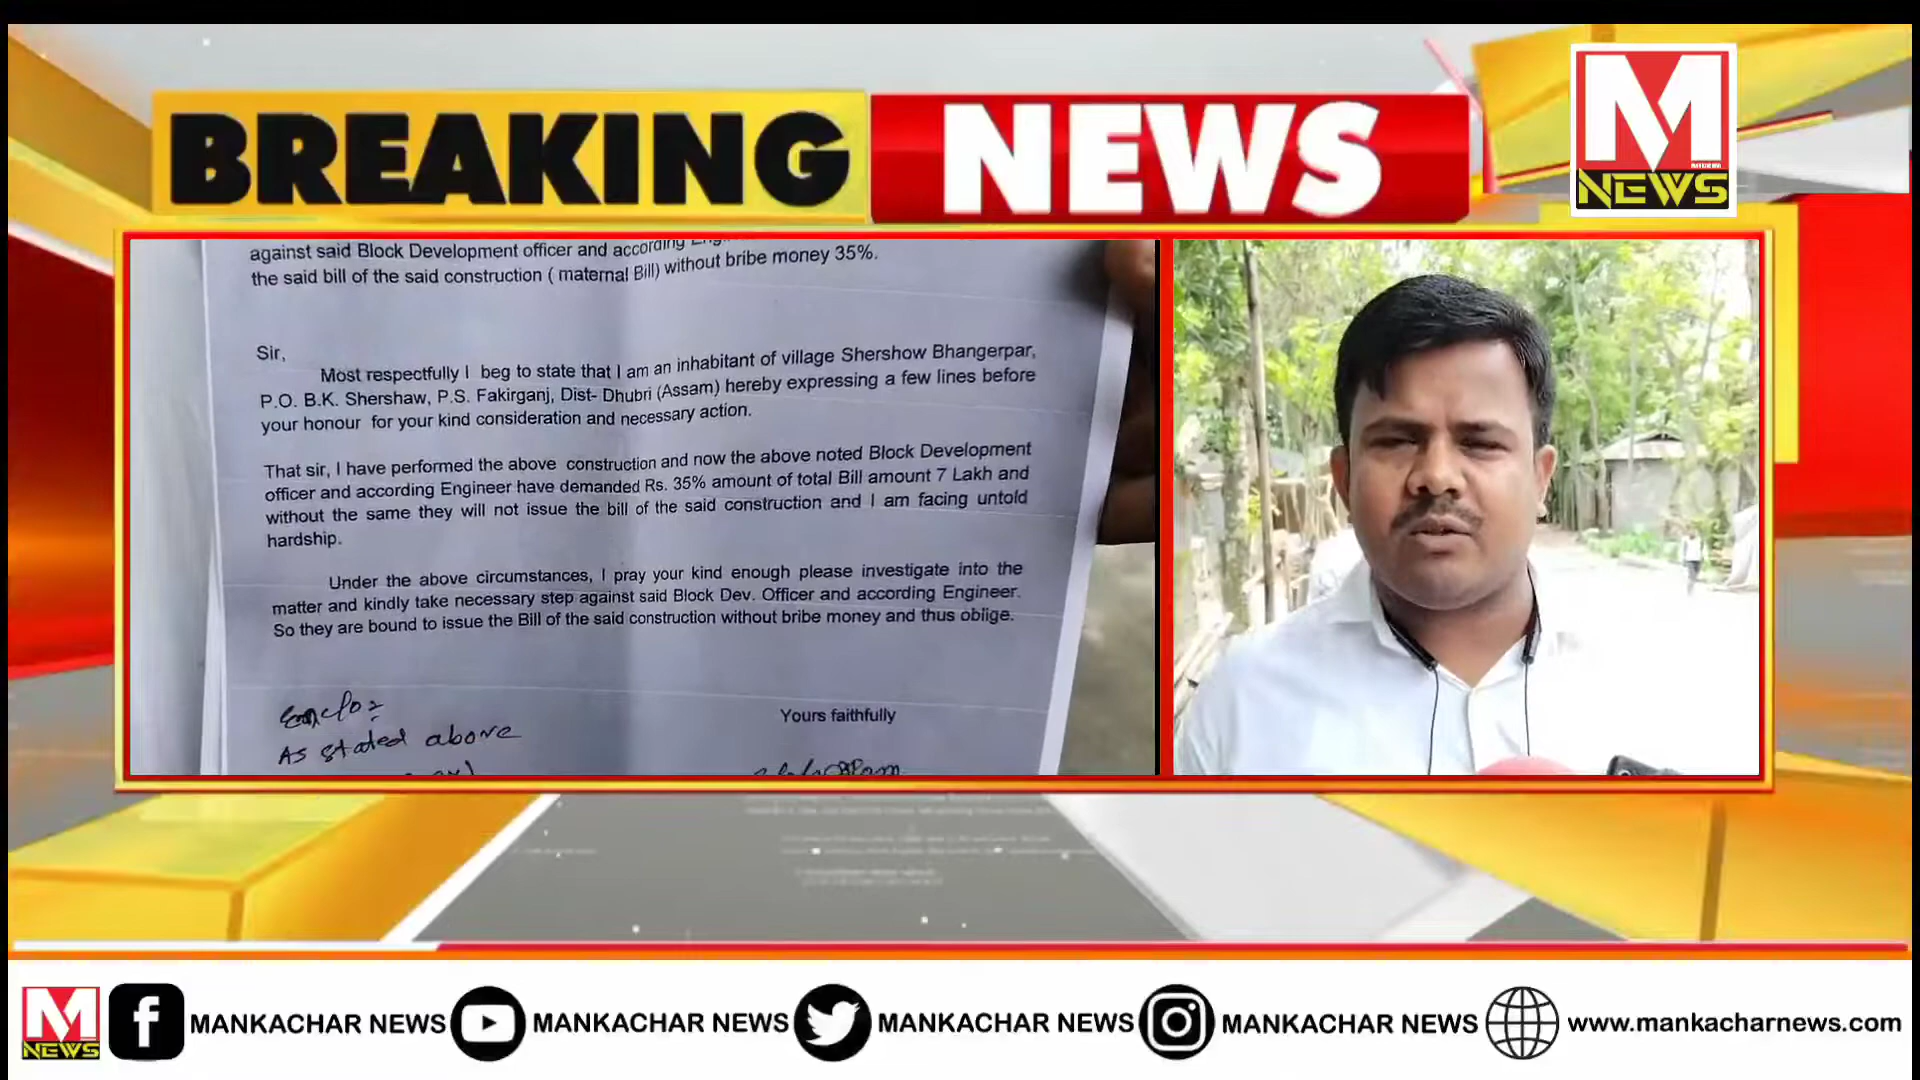 BREAKING NEWS
M
NEWS
against said Block Development officer and according
the said bill of the said construction ( maternal Bill) without bribe money 35%.
Sir,
Most respectfully I beg to state that I am an inhabitant of village Shershow Bhangerpar,
P.O. B.K. Shershaw, P.S. Fakirganj, Dist- Dhubri (Assam) hereby expressing a few lines before
your honour for your kind consideration and necessary action.
That sir, I have performed the above construction and now the above noted Block Development
officer and according Engineer have demanded Rs. 35% amount of total Bill amount 7 Lakh and
without the same they will not issue the bill of the said construction and I am facing untold
hardship.
Under the above circumstances, I pray your kind enough please investigate into the
matter and kindly take necessary step against said Block Dev. Officer and according Engineer.
So they are bound to issue the Bill of the said construction without bribe money and thus oblige.
Enclo:
As stated above
Yours faithfully
M NEWS f MANKACHAR NEWS MANKACHAR NEWS MANKACHAR NEWS MANKACHAR NEWS www.mankacharnews.com